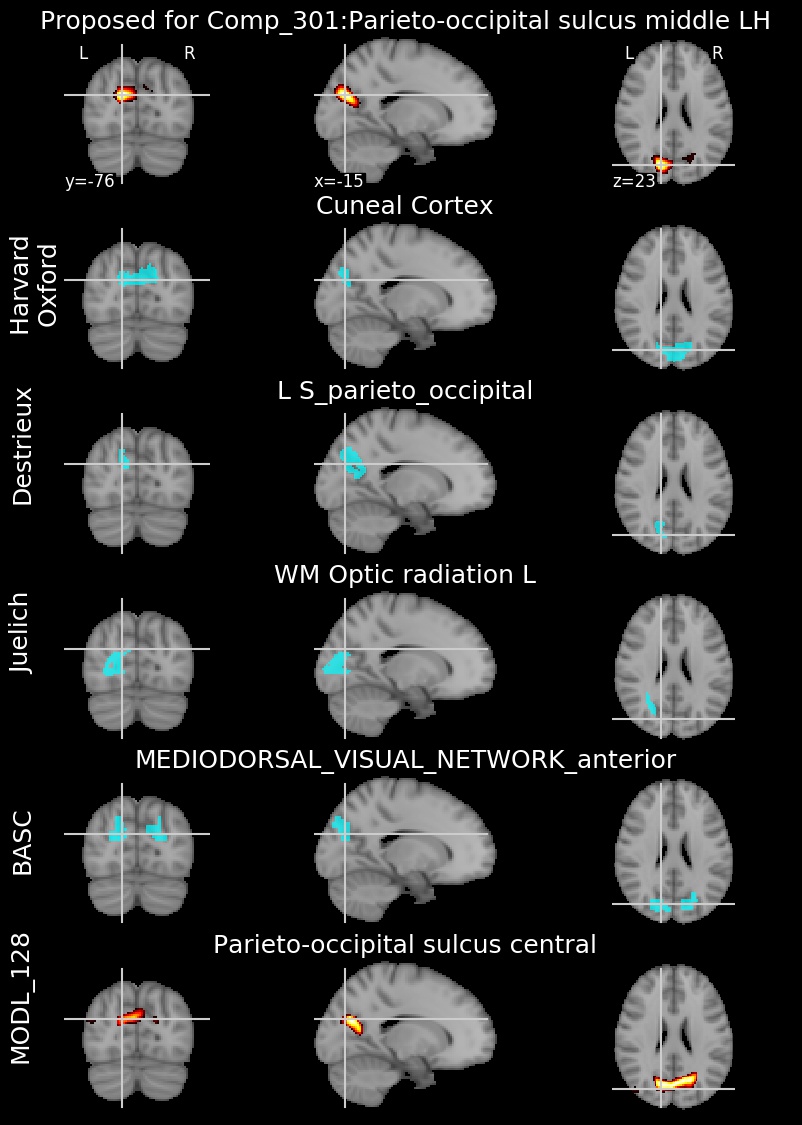 Proposed for Comp_301:Parieto-occipital sulcus middle LH
L R
L R
y=-76
x=-15
z=23
Cuneal Cortex
Harvard
Oxford
L S_parieto_occipital
Destrieux
WM Optic radiation L
Juelich
MEDIODORSAL_VISUAL_NETWORK_anterior
BASC
Parieto-occipital sulcus central
MODL_128